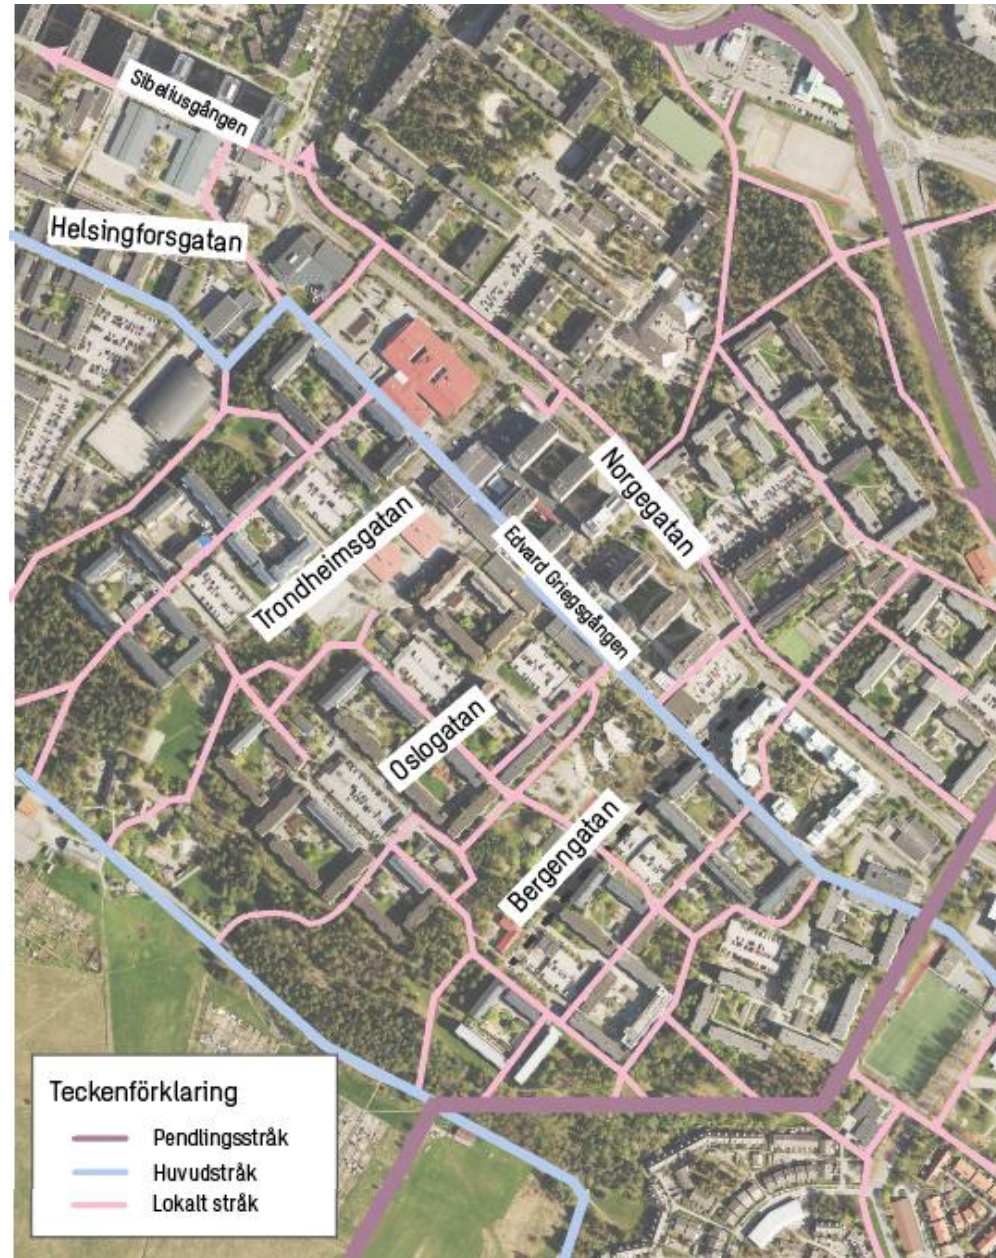 Sibeliusgången
Helsingforsgatan
Norgegatan
Trondheimsgatan
Edvard Griegsgången
Oslogatan
Bergengatan
Teckenförklaring
Pendlingsstråk
Huvudstråk
Lokalt stråk